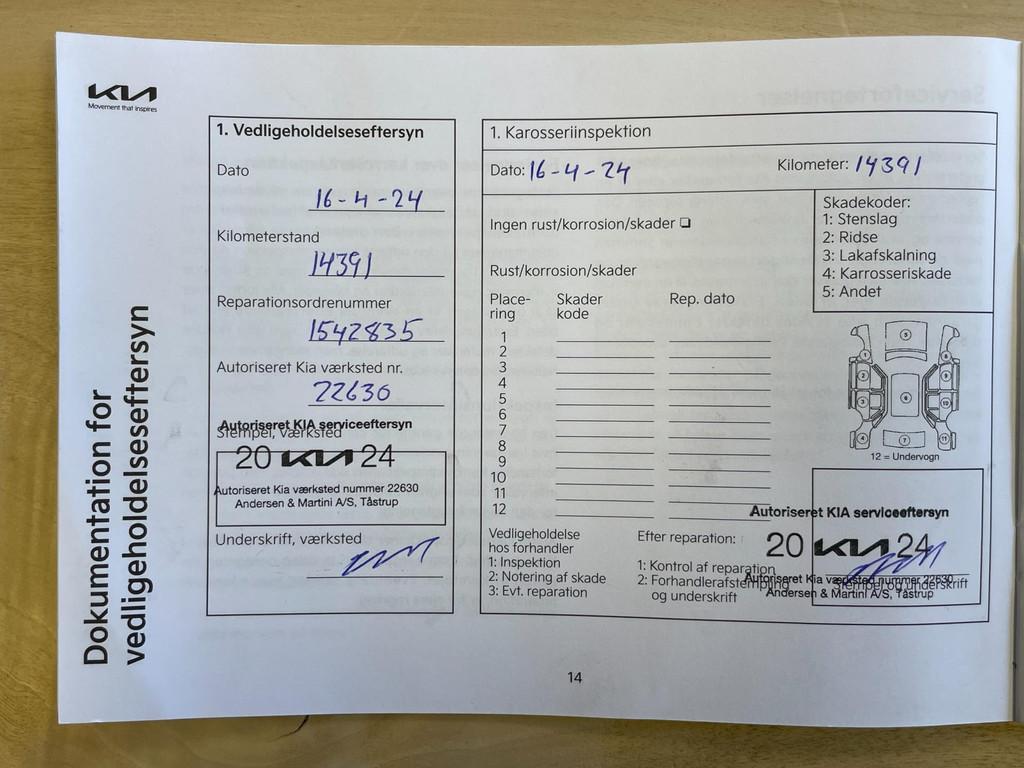 KIA
Movement that inspires
Dokumentation for
vedligeholdelseseftersyn
1. Vedligeholdelseseftersyn
Dato
16-4-24
Kilometerstand
14391
Reparationsordrenummer
1542835
Autoriseret Kia værksted nr.
22630
Autoriseret KIA serviceeftersyn
Stempel, Værksted
20 KIA 24
Autoriseret Kia værksted nummer 22630
Andersen & Martini A/S, Tåstrup
Underskrift, værksted
1. Karosseriinspektion
Dato: 16-4-24 Kilometer: 14391
Ingen rust/korrosion/skader ❑
Rust/korrosion/skader
Place-
ring
Skader
kode
Rep. dato
1
2
3
4
5
6
7
8
9
10
11
12
Skadekoder:
1: Stenslag
2: Ridse
3: Lakafskalning
4: Karrosseriskade
5: Andet
12 = Undervogn
Vedligeholdelse
hos forhandler
1: Inspektion
2: Notering af skade
3: Evt. reparation
Efter reparation:
1: Kontrol af reparation
2: Forhandlerafstempling
og underskrift
Autoriseret KIA serviceeftersyn
20 KIA 24
Autoriseret Kia værksted nummer 22630
Stempel og underskrift
Andersen & Martini A/S, Tåstrup
14